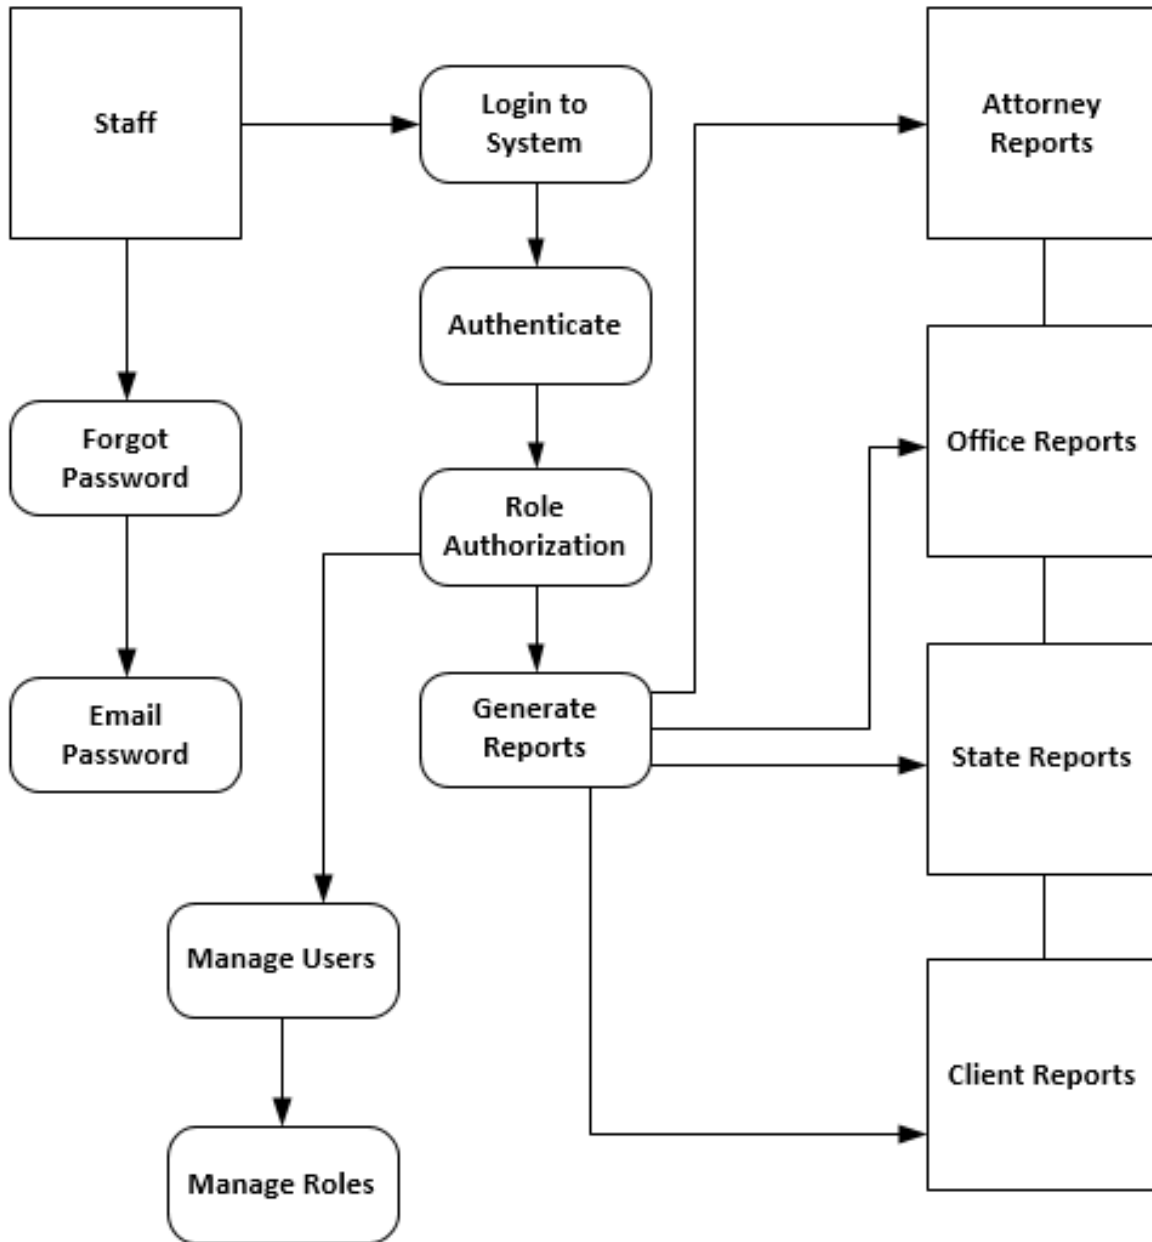 Staff
Login to
System
Attorney
Reports
Authenticate
Forgot
Password
Office Reports
Role
Authorization
Email
Password
Generate
Reports
State Reports
Manage Users
Client Reports
Manage Roles